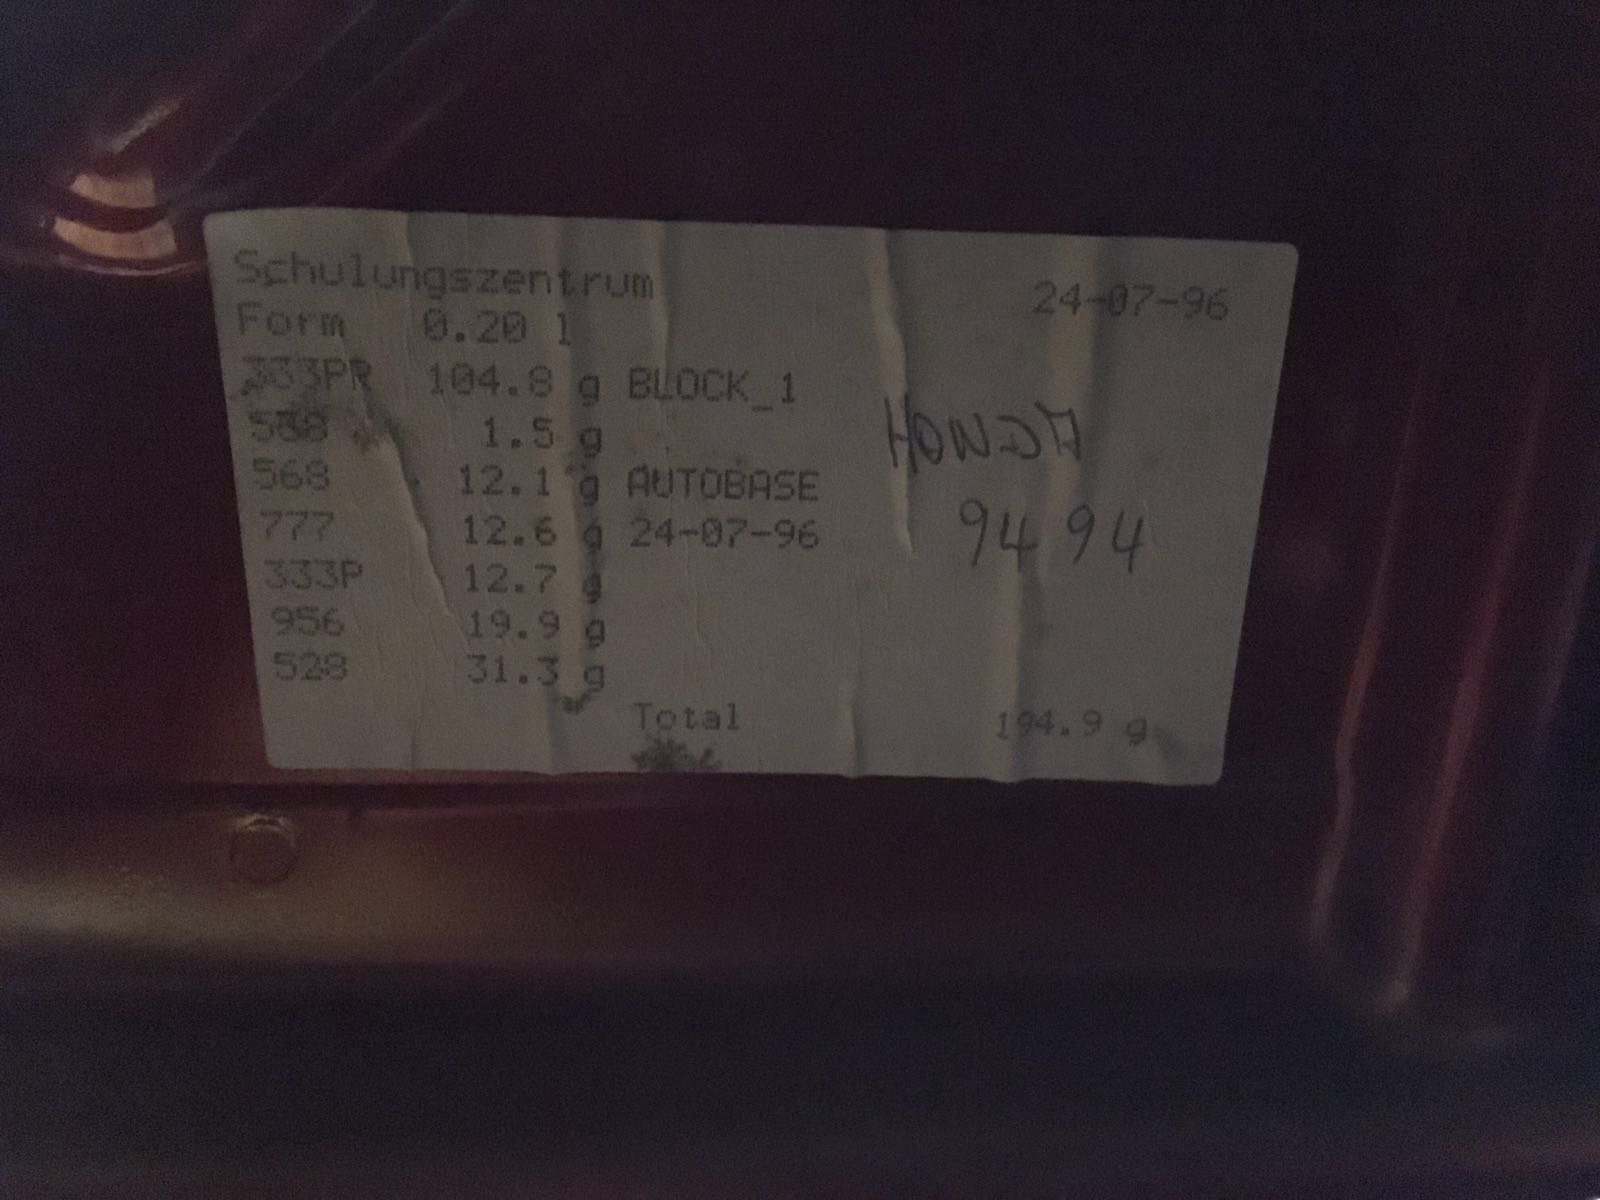 Schulungszentrum 24-07-96
Form 0.20 l
333PR 104.8 g BLOCK_1
1.5 g
568 12.1 g AUTOBASE
777 12.6 g 24-07-96
333P 12.7 g
956 19.9 g
528 31.3 g
Total 194.9 g
HONDA
9494